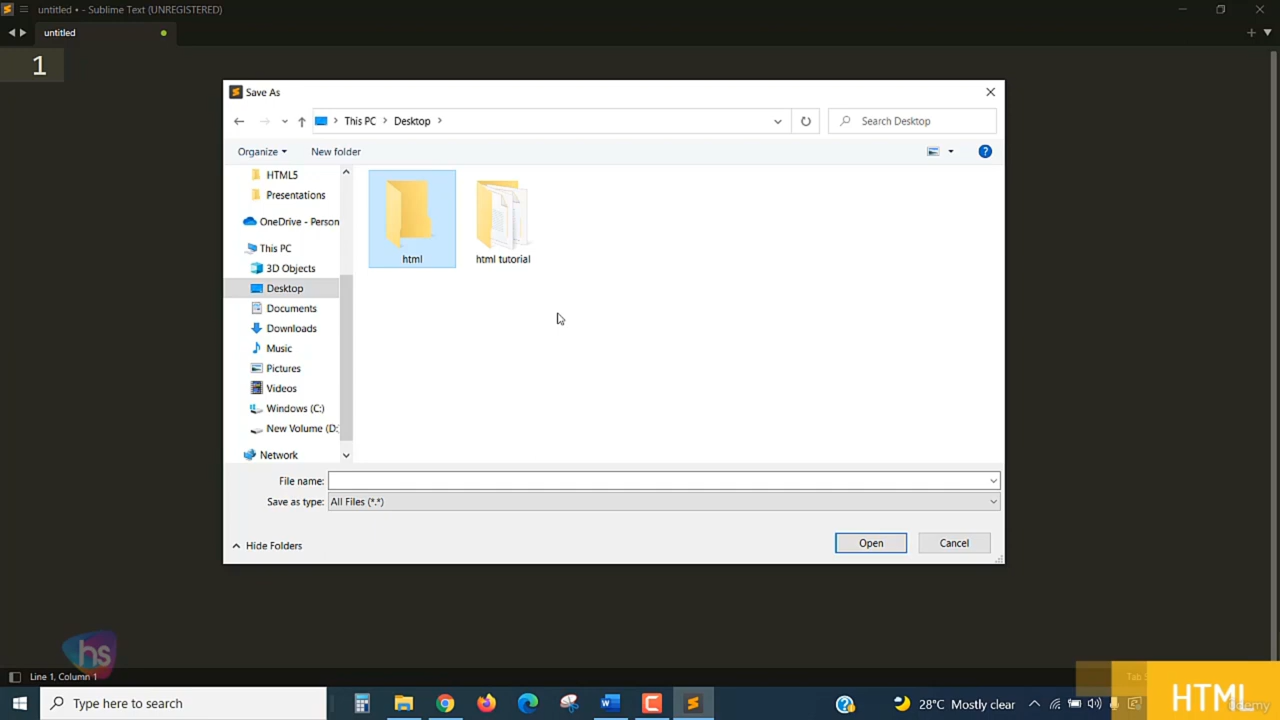 untitled • - Sublime Text (UNREGISTERED)
untitled
1
Save As
This PC
Desktop
Search Desktop
Organize
New folder
HTML5
Presentations
OneDrive - Person
This PC
3D Objects
Desktop
Documents
Downloads
Music
Pictures
Videos
Windows (C:)
New Volume (D:
Network
html
html tutorial
File name:
Save as type: All Files (*.*)
Hide Folders
Open
Cancel
hs
Line 1, Column 1
Tab S
HTML
Type here to search
28°C Mostly clear
udemy